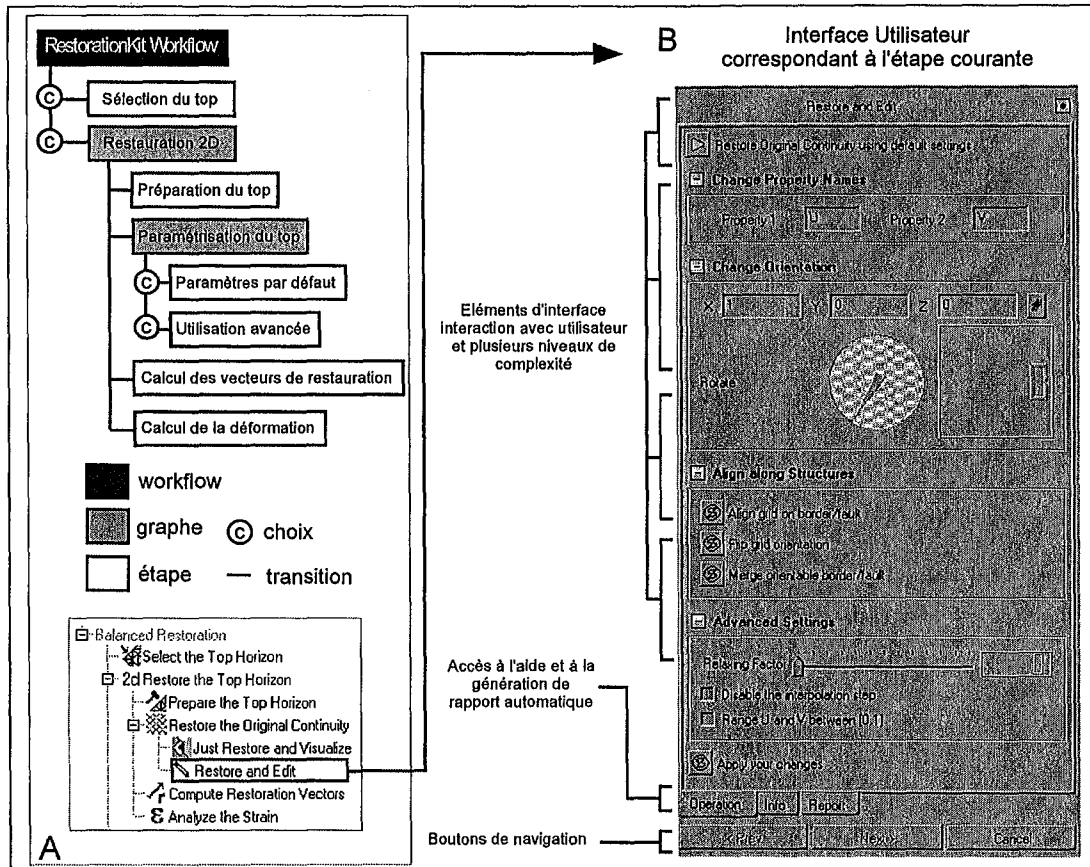 RestorationKit Workflow
C
Sélection du top
C
Restauration 2D
Préparation du top
Paramétrisation du top
C
Paramètres par défaut
C
Utilisation avancée
Calcul des vecteurs de restauration
Calcul de la déformation
workflow
graphe
C choix
étape
transition
Balanced Restoration
Select the Top Horizon
2d Restore the Top Horizon
Prepare the Top Horizon
Restore the Original Continuity
Just Restore and Visualize
Restore and Edit
Compute Restoration Vectors
ε Analyze the Strain
A
B
Interface Utilisateur
correspondant à l'étape courante
Eléments d'interface
interaction avec utilisateur
et plusieurs niveaux de
complexité
Accès à l'aide et à la
génération de
rapport automatique
Boutons de navigation
Restore and Edit
Restore Original Continuity using default settings
Change Property Names
Property 1 U Property 2 V
Change Orientation
X 1 Y 0 Z 0
Rotate
Align along Structures
Align grid on border/fault
Flip grid orientation
Merge orientable border/fault
Advanced Settings
Relaxing Factor
Disable the interpolation step
Range U and V between [0,1]
Apply your changes
Operation Info Report
< Prev Next > Cancel